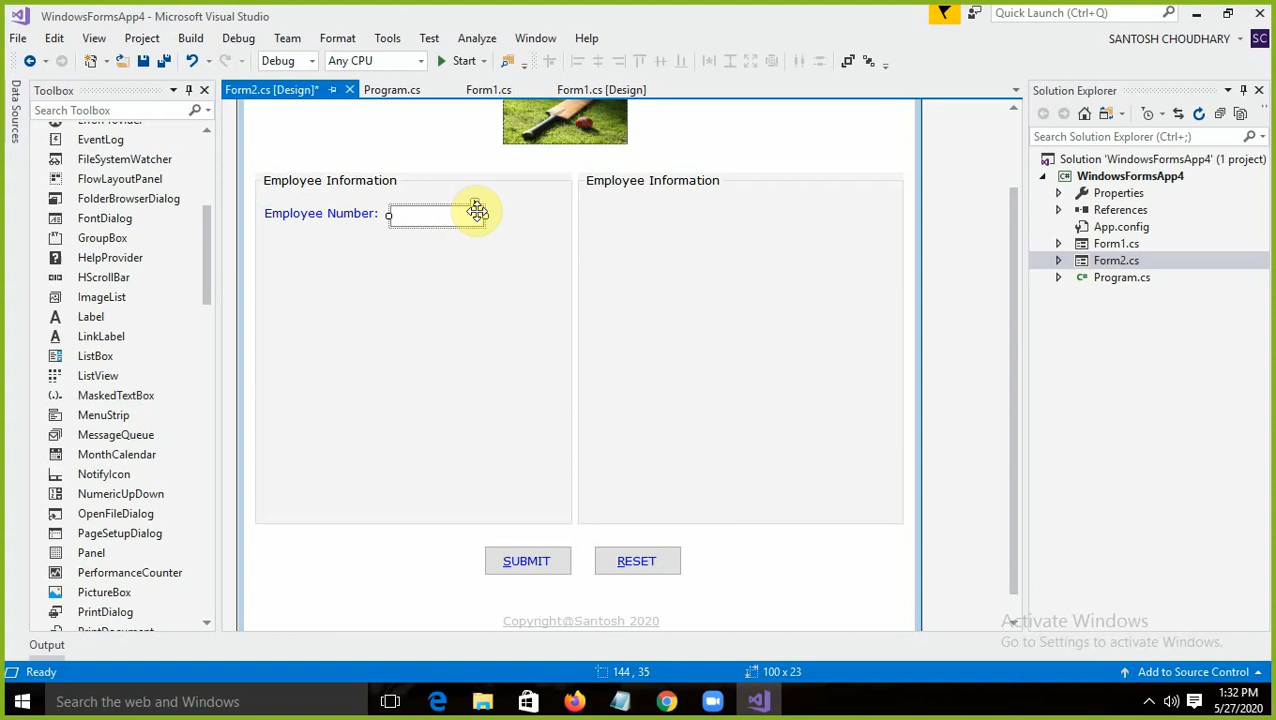 WindowsFormsApp4 - Microsoft Visual Studio
Quick Launch (Ctrl+Q)
File Edit View Project Build Debug Team Format Tools Test Analyze Window Help
SANTOSH CHOUDHARY SC
Debug Any CPU Start
Data Sources
Toolbox
Form2.cs [Design]* Program.cs Form1.cs Form1.cs [Design]
Solution Explorer
Search Toolbox
Search Solution Explorer (Ctrl+;)
EventLog
FileSystemWatcher
FlowLayoutPanel
FolderBrowserDialog
FontDialog
GroupBox
HelpProvider
HScrollBar
ImageList
Label
LinkLabel
ListBox
ListView
MaskedTextBox
MenuStrip
MessageQueue
MonthCalendar
NotifyIcon
NumericUpDown
OpenFileDialog
PageSetupDialog
Panel
PerformanceCounter
PictureBox
PrintDialog
Employee Information
Employee Number:
Employee Information
SUBMIT RESET
Copyright@Santosh 2020
Solution 'WindowsFormsApp4' (1 project)
WindowsFormsApp4
Properties
References
App.config
Form1.cs
Form2.cs
Program.cs
Activate Windows
Go to Settings to activate Windows.
Output
Ready 144 , 35 100 x 23 Add to Source Control
Search the web and Windows
1:32 PM
5/27/2020